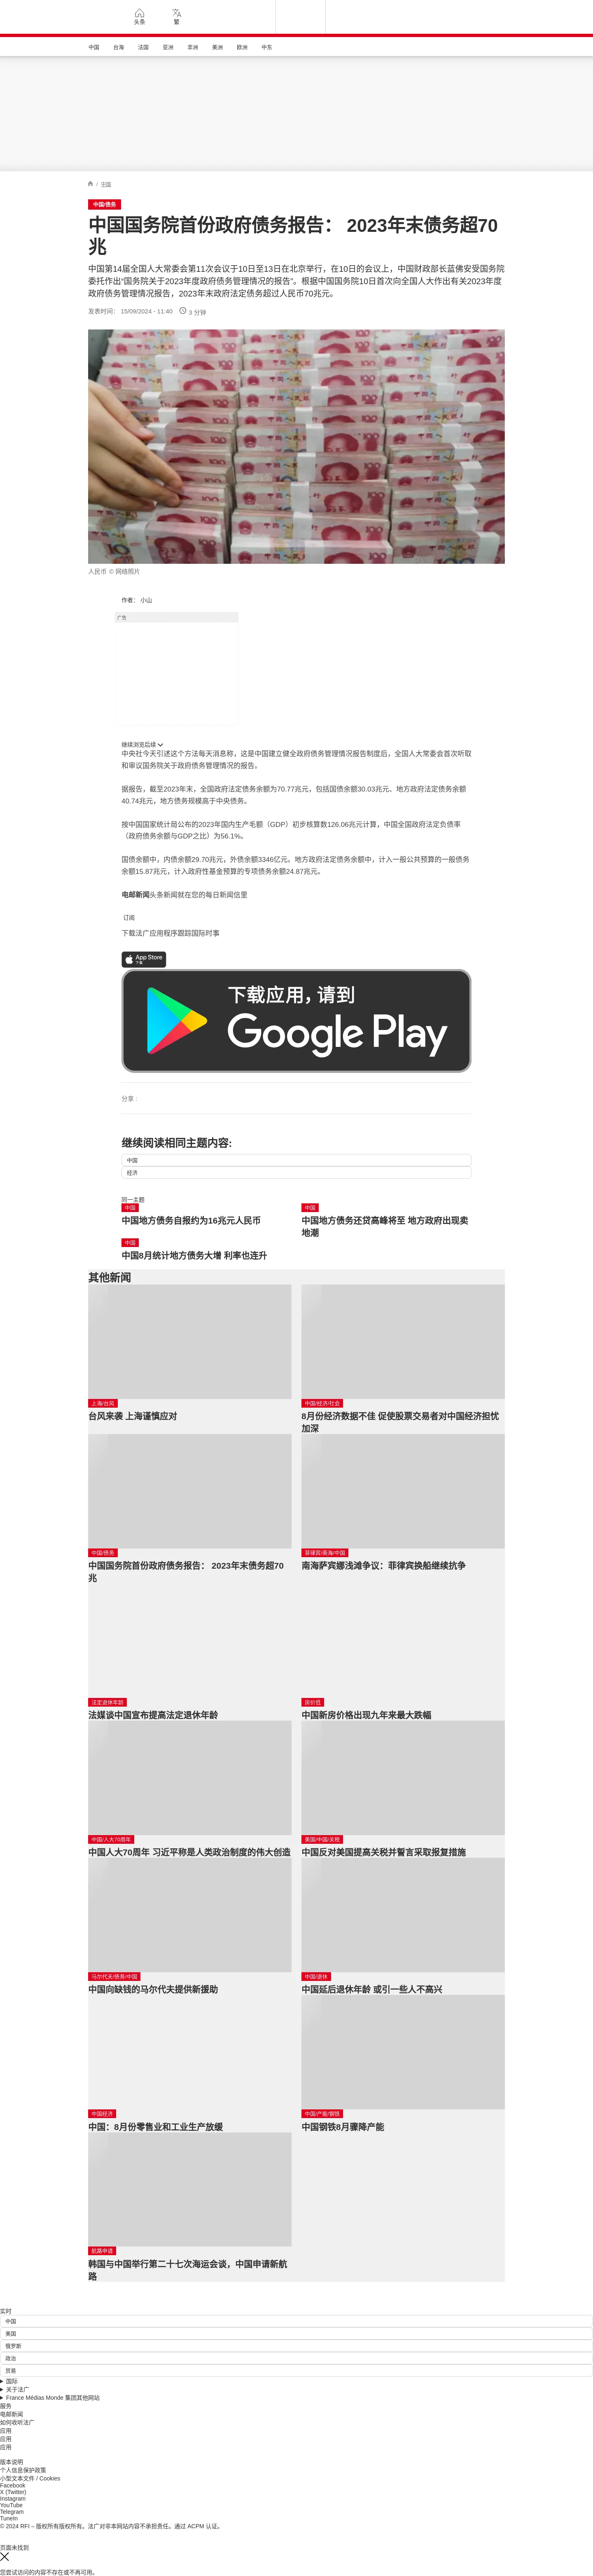 头条
繁
中国
台海
法国
亚洲
非洲
美洲
欧洲
中东
/ 中国
中国/债务
中国国务院首份政府债务报告： 2023年末债务超70
兆
中国第14届全国人大常委会第11次会议于10日至13日在北京举行，在10日的会议上，中国财政部长蓝佛安受国务院
委托作出“国务院关于2023年度政府债务管理情况的报告”。根据中国国务院10日首次向全国人大作出有关2023年度
政府债务管理情况报告，2023年末政府法定债务超过人民币70兆元。
发表时间： 15/09/2024 - 11:40
3 分钟
人民币 © 网络照片
作者： 小山
广告
继续浏览后续
中央社今天引述这个方法每天消息称，这是中国建立健全政府债务管理情况报告制度后，全国人大常委会首次听取
和审议国务院关于政府债务管理情况的报告。
据报告，截至2023年末，全国政府法定债务余额为70.77兆元，包括国债余额30.03兆元、地方政府法定债务余额
40.74兆元，地方债务规模高于中央债务。
按中国国家统计局公布的2023年国内生产毛额（GDP）初步核算数126.06兆元计算，中国全国政府法定负债率
（政府债务余额与GDP之比）为56.1%。
国债余额中，内债余额29.70兆元，外债余额3346亿元。地方政府法定债务余额中，计入一般公共预算的一般债务
余额15.87兆元，计入政府性基金预算的专项债务余额24.87兆元。
电邮新闻头条新闻就在您的每日新闻信里
订阅
下载法广应用程序跟踪国际时事
App Store
下载
下载应用，请到
Google Play
分享 :
继续阅读相同主题内容:
中国
经济
同一主题
中国
中国地方债务自报约为16兆元人民币
中国
中国地方债务还贷高峰将至 地方政府出现卖
地潮
中国
中国8月统计地方债务大增 利率也连升
其他新闻
上海/台风
台风来袭 上海谨慎应对
中国/经济/社会
8月份经济数据不佳 促使股票交易者对中国经济担忧
加深
中国/债务
中国国务院首份政府债务报告： 2023年末债务超70
兆
菲律宾/南海/中国
南海萨宾娜浅滩争议：菲律宾换船继续抗争
法定退休年龄
法媒谈中国宣布提高法定退休年龄
房价低
中国新房价格出现九年来最大跌幅
中国/人大70周年
中国人大70周年 习近平称是人类政治制度的伟大创造
美国/中国/关税
中国反对美国提高关税并誓言采取报复措施
马尔代夫/债务/中国
中国向缺钱的马尔代夫提供新援助
中国/退休
中国延后退休年龄 或引一些人不高兴
中国经济
中国：8月份零售业和工业生产放缓
中国/产能/钢铁
中国钢铁8月骤降产能
航路申请
韩国与中国举行第二十七次海运会谈，中国申请新航
路
实时
中国
美国
俄罗斯
政治
贸易
国际
关于法广
France Médias Monde 集团其他网站
服务
电邮新闻
如何收听法广
应用
应用
应用
版本说明
个人信息保护政策
小型文本文件 / Cookies
Facebook
X (Twitter)
Instagram
YouTube
Telegram
TuneIn
© 2024 RFI – 版权所有版权所有。法广对非本网站内容不承担责任。通过 ACPM 认证。
页面未找到
您尝试访问的内容不存在或不再可用。